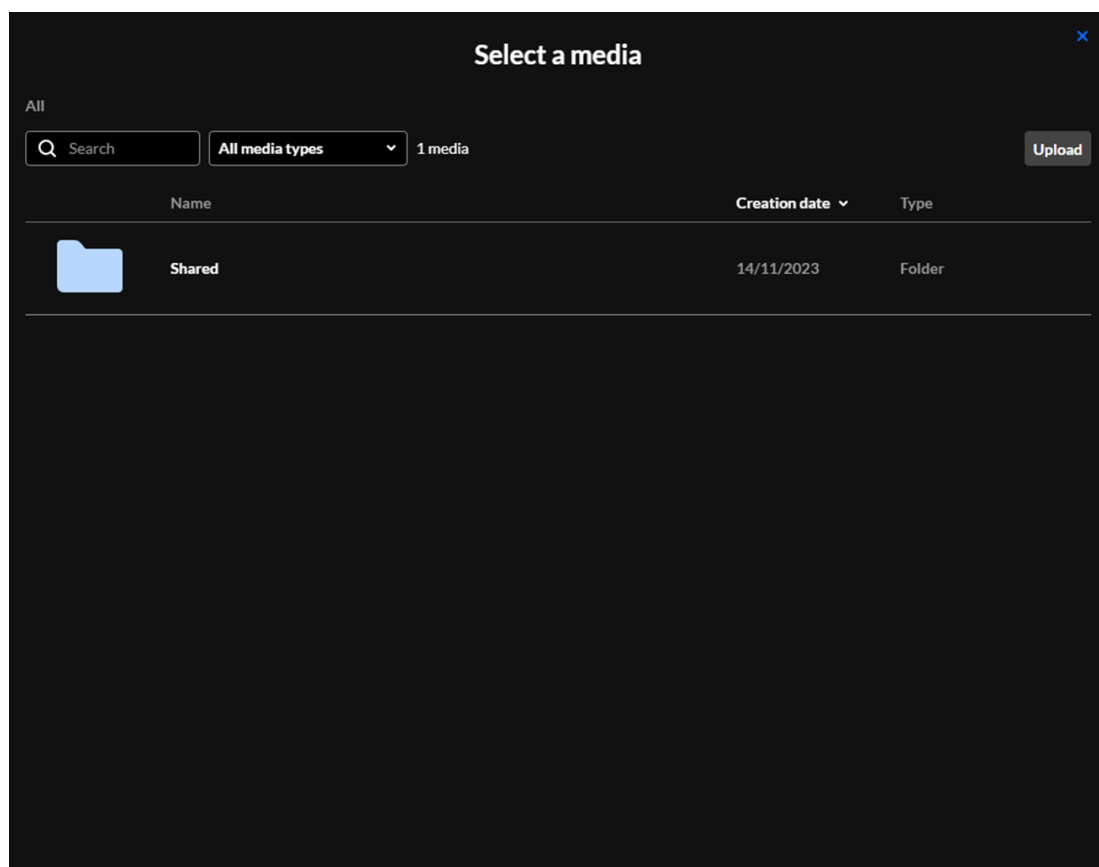 Select a media
All
Search All media types 1 media Upload
Name Creation date Type
Shared 14/11/2023 Folder